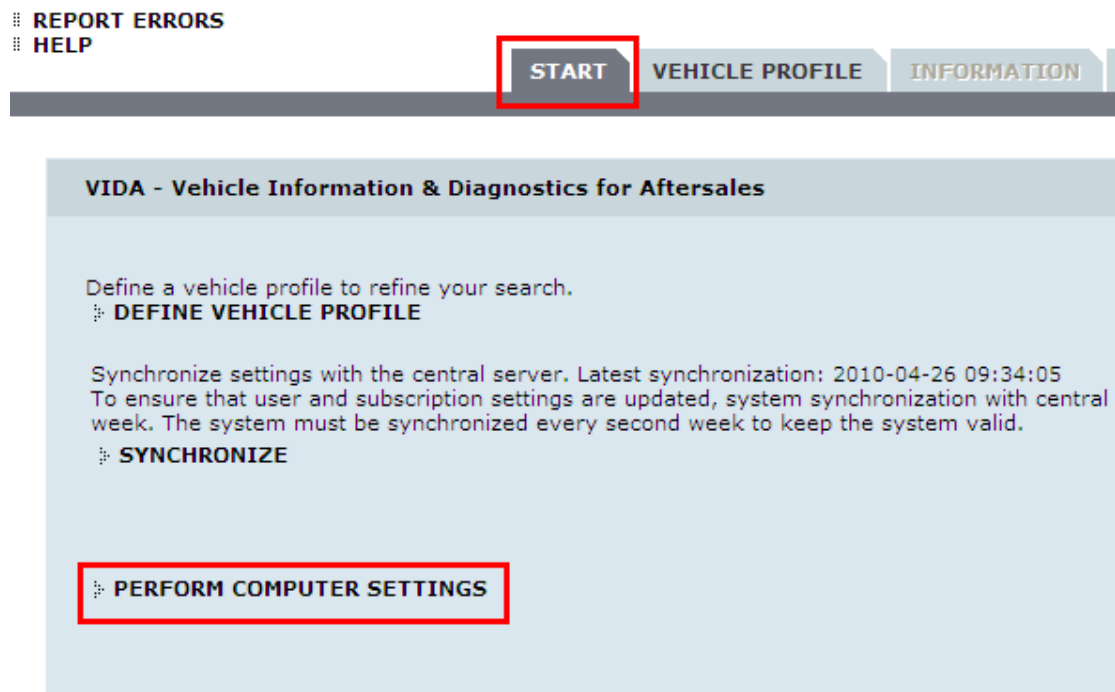 REPORT ERRORS
HELP
START
VEHICLE PROFILE
INFORMATION
VIDA - Vehicle Information & Diagnostics for Aftersales
Define a vehicle profile to refine your search.
DEFINE VEHICLE PROFILE
Synchronize settings with the central server. Latest synchronization: 2010-04-26 09:34:05
To ensure that user and subscription settings are updated, system synchronization with central
week. The system must be synchronized every second week to keep the system valid.
SYNCHRONIZE
PERFORM COMPUTER SETTINGS